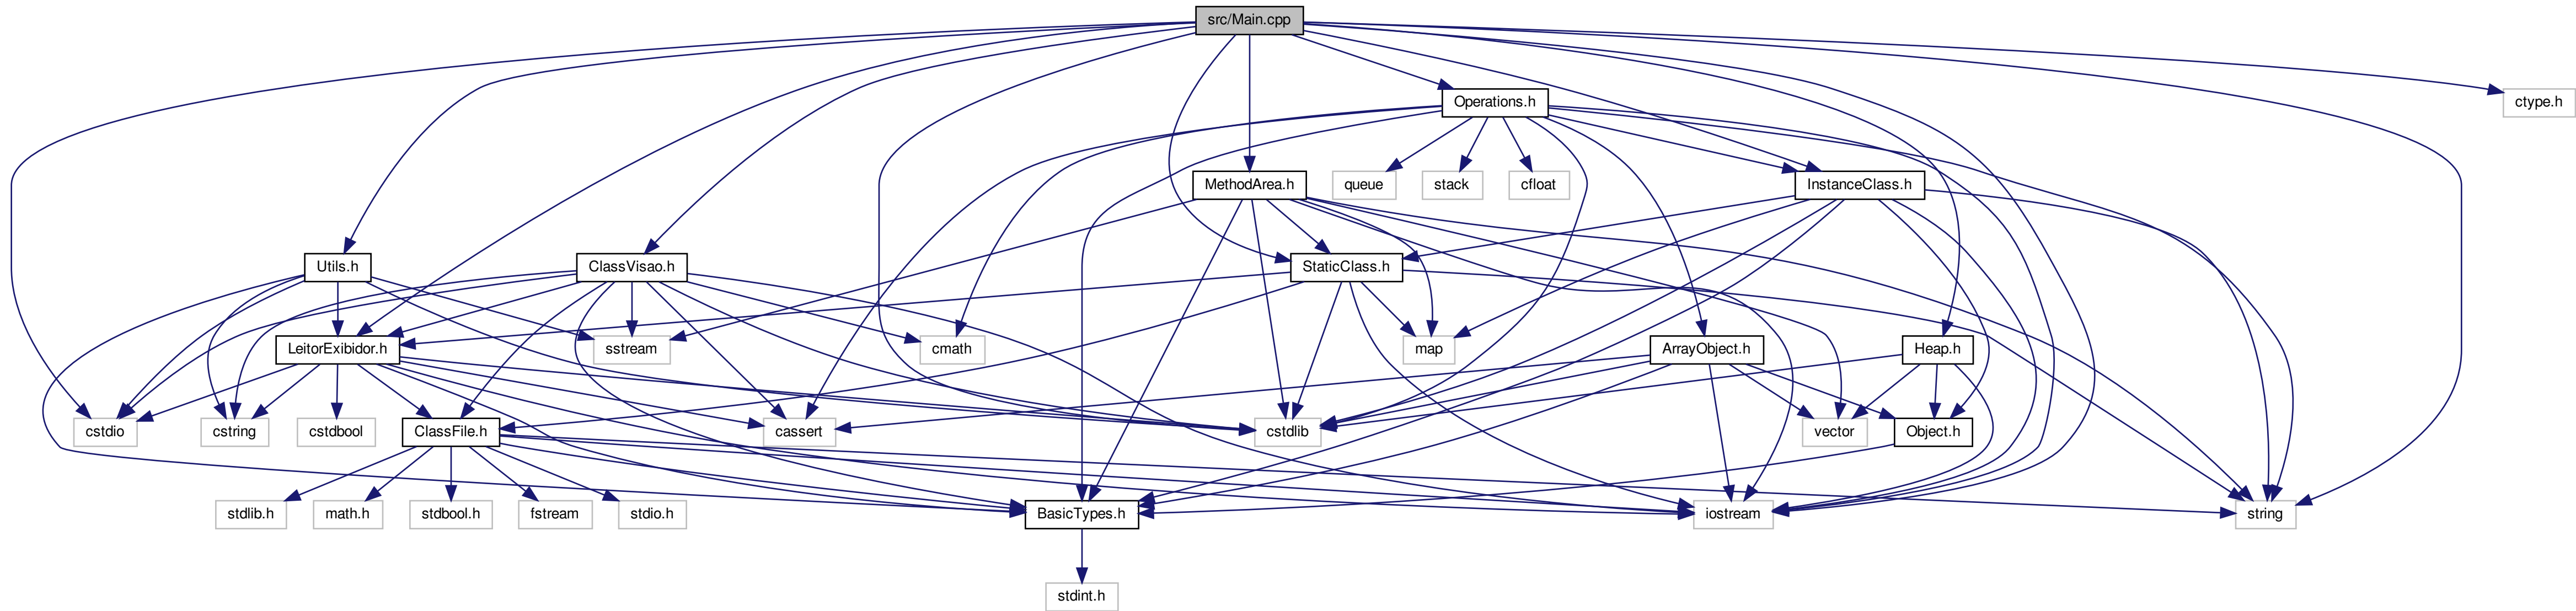 src/Main.cpp
Operations.h
ctype.h
MethodArea.h
queue
stack
cfloat
InstanceClass.h
Utils.h
ClassVisao.h
StaticClass.h
LeitorExibidor.h
sstream
cmath
map
ArrayObject.h
Heap.h
cstdio
cstring
cstdbool
ClassFile.h
cassert
cstdlib
vector
Object.h
stdlib.h
math.h
stdbool.h
fstream
stdio.h
BasicTypes.h
iostream
string
stdint.h